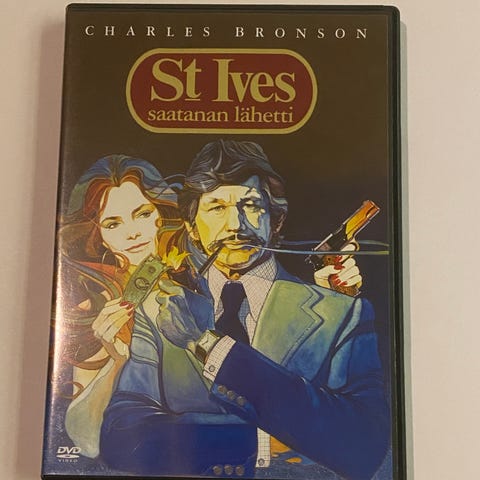 CHARLES BRONSON
St Ives
saatanan lähetti
DVD
VIDEO